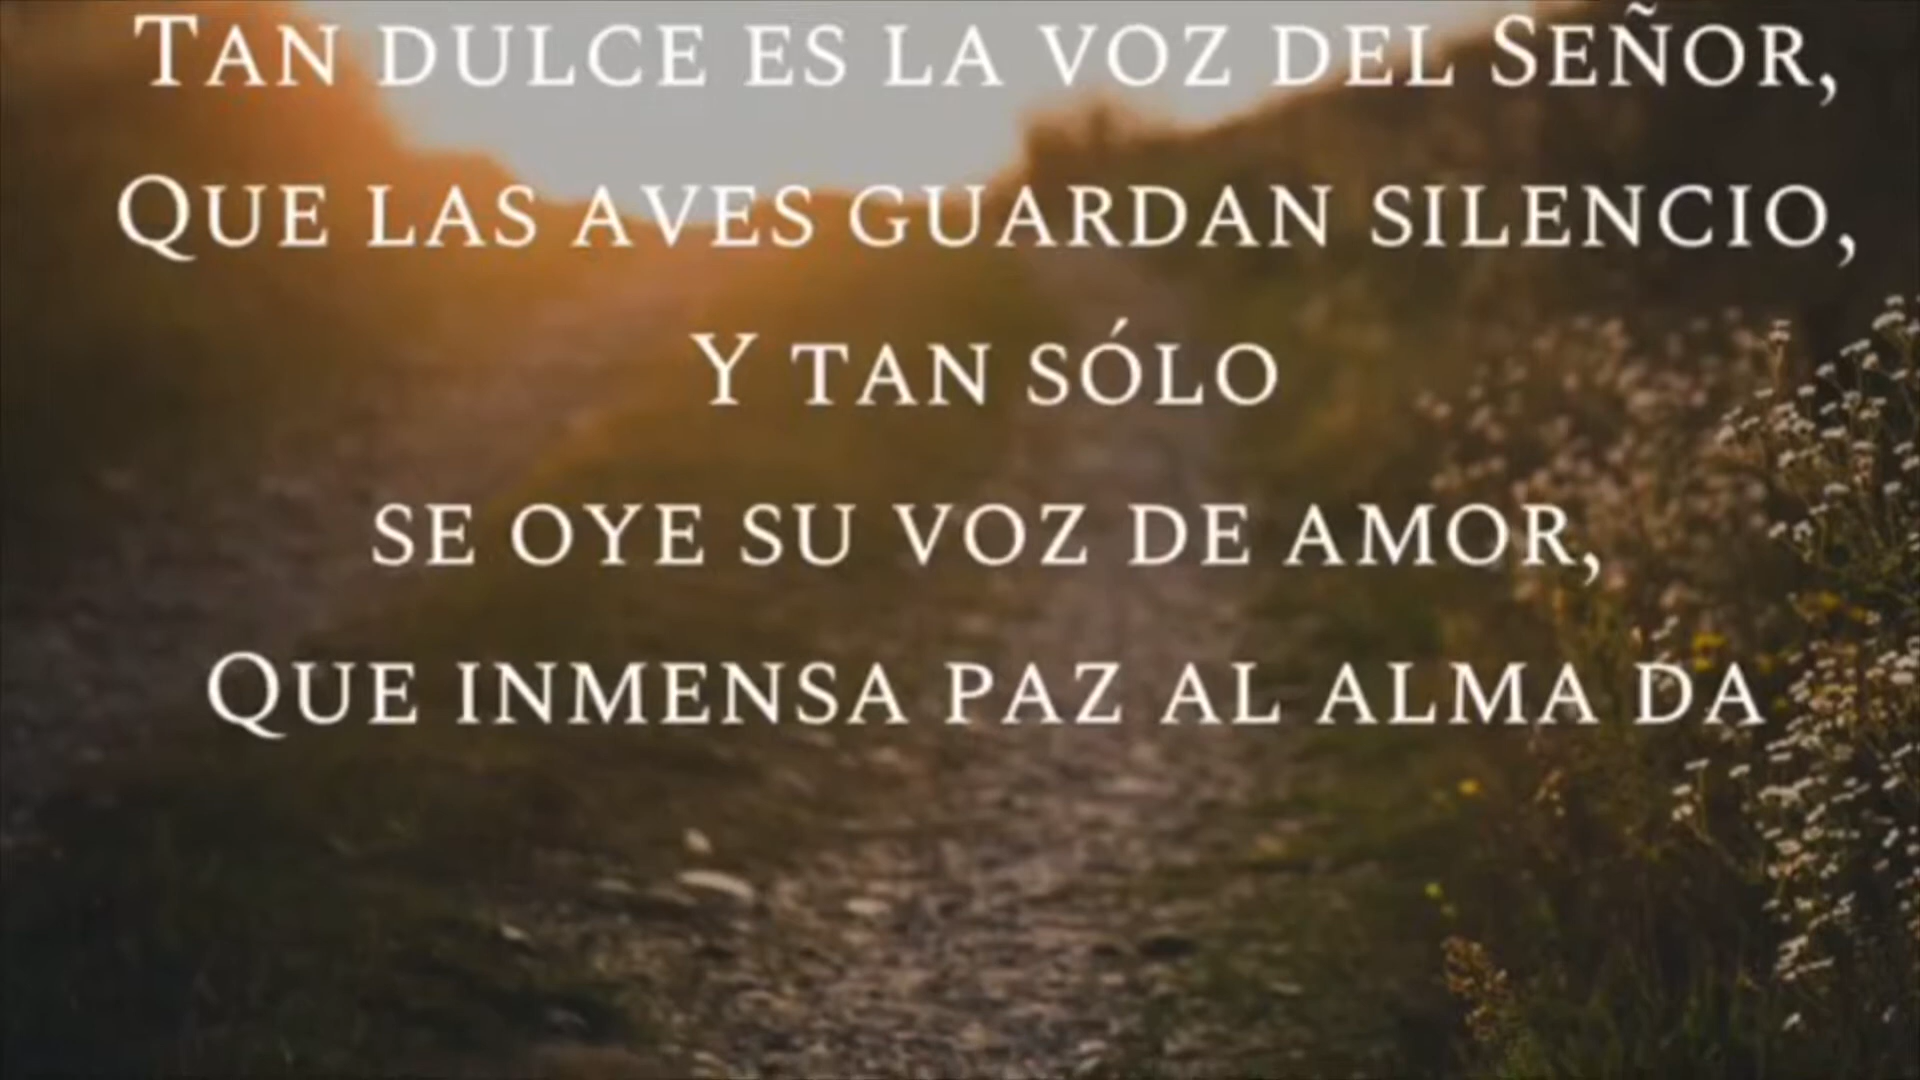 Tan dulce es la voz del Señor,
Que las aves guardan silencio,
Y tan sólo
se oye su voz de amor,
Que inmensa paz al alma da